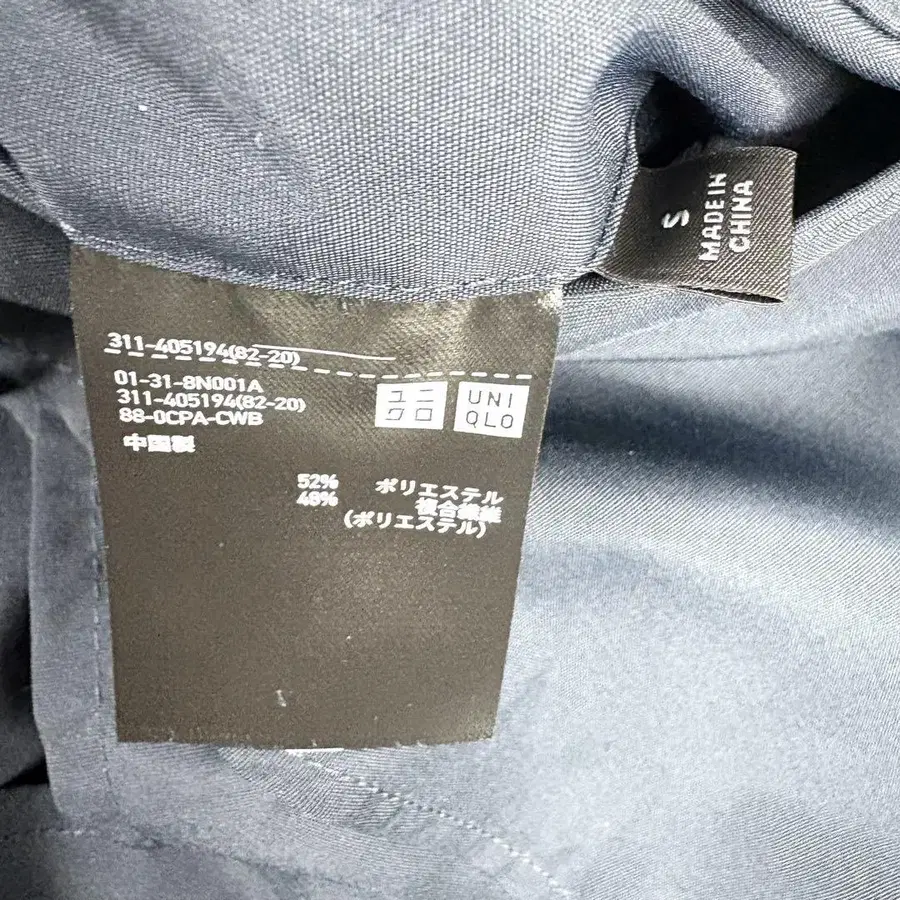 S
MADE IN
CHINA
311-405194(82-20)
01-31-8N001A
311-405194(82-20)
88-0CPA-CWB
中国製
ユニ
クロ
UNI
QLO
52% ポリエステル
48% 複合繊維
(ポリエステル)